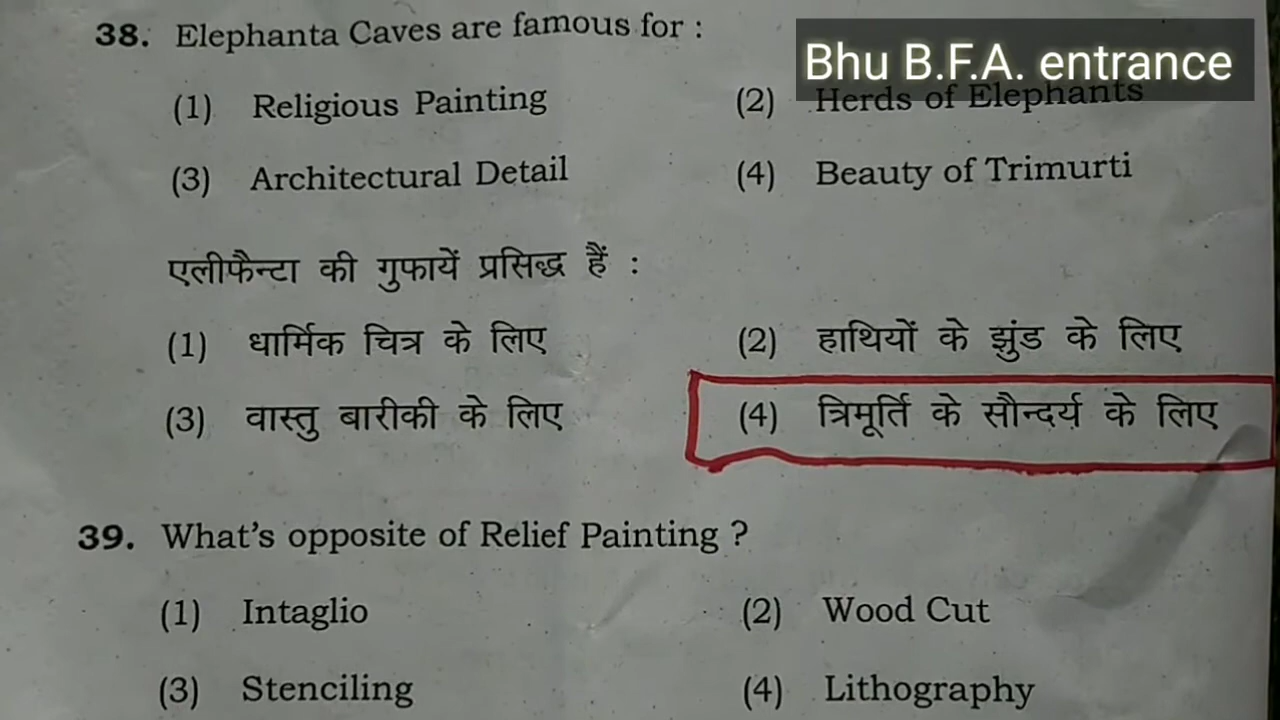 38. Elephanta Caves are famous for :
Bhu B.F.A. entrance
(1) Religious Painting (2) Herds of Elephants
(3) Architectural Detail (4) Beauty of Trimurti
एलीफैन्टा की गुफायें प्रसिद्ध हैं :
(1) धार्मिक चित्र के लिए (2) हाथियों के झुंड के लिए
(3) वास्तु बारीकी के लिए (4) त्रिमूर्ति के सौन्दर्य के लिए
39. What's opposite of Relief Painting ?
(1) Intaglio (2) Wood Cut
(3) Stenciling (4) Lithography